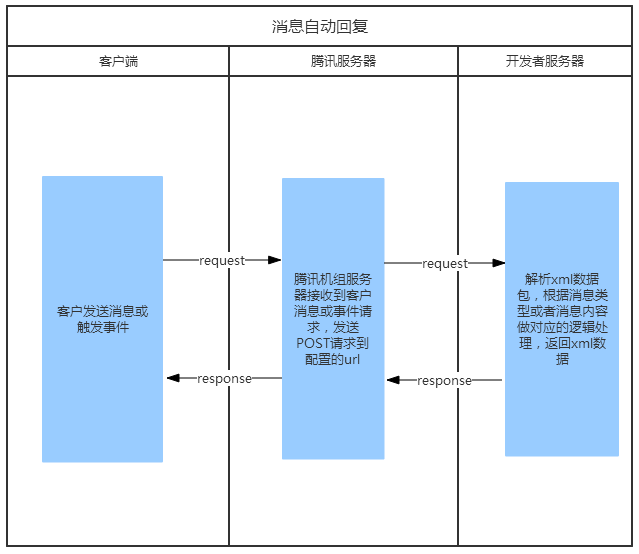 消息自动回复
客户端
腾讯服务器
开发者服务器
客户发送消息或
触发事件
request
response
腾讯机组服务
器接收到客户
消息或事件请
求，发送
POST请求到
配置的url
request
response
解析xml数据
包，根据消息类
型或者消息内容
做对应的逻辑处
理，返回xml数
据